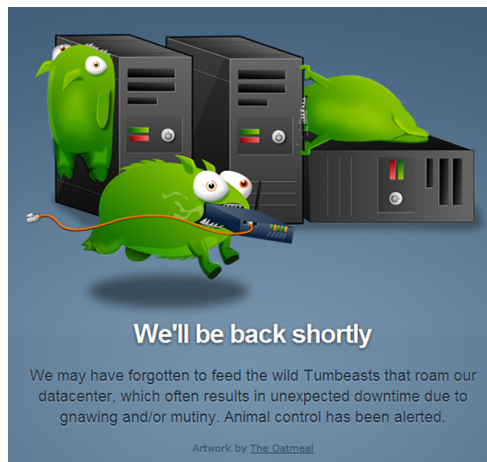 We'll be back shortly
We may have forgotten to feed the wild Tumbeasts that roam our
datacenter, which often results in unexpected downtime due to
gnawing and/or mutiny. Animal control has been alerted.
Artwork by The Oatmeal